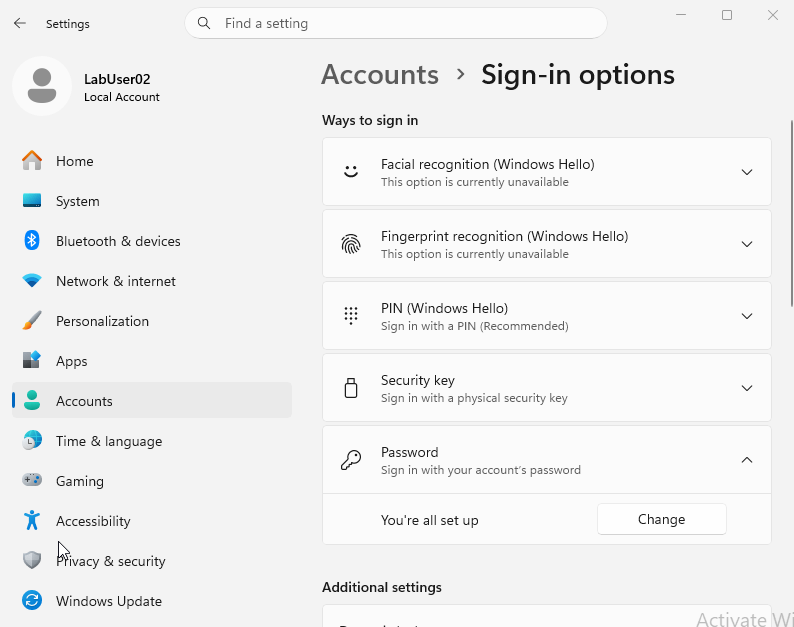 Settings
Find a setting
LabUser02
Local Account
Home
System
Bluetooth & devices
Network & internet
Personalization
Apps
Accounts
Time & language
Gaming
Accessibility
Privacy & security
Windows Update
Accounts > Sign-in options
Ways to sign in
Facial recognition (Windows Hello)
This option is currently unavailable
Fingerprint recognition (Windows Hello)
This option is currently unavailable
PIN (Windows Hello)
Sign in with a PIN (Recommended)
Security key
Sign in with a physical security key
Password
Sign in with your account's password
You're all set up
Change
Additional settings
Activate Wi